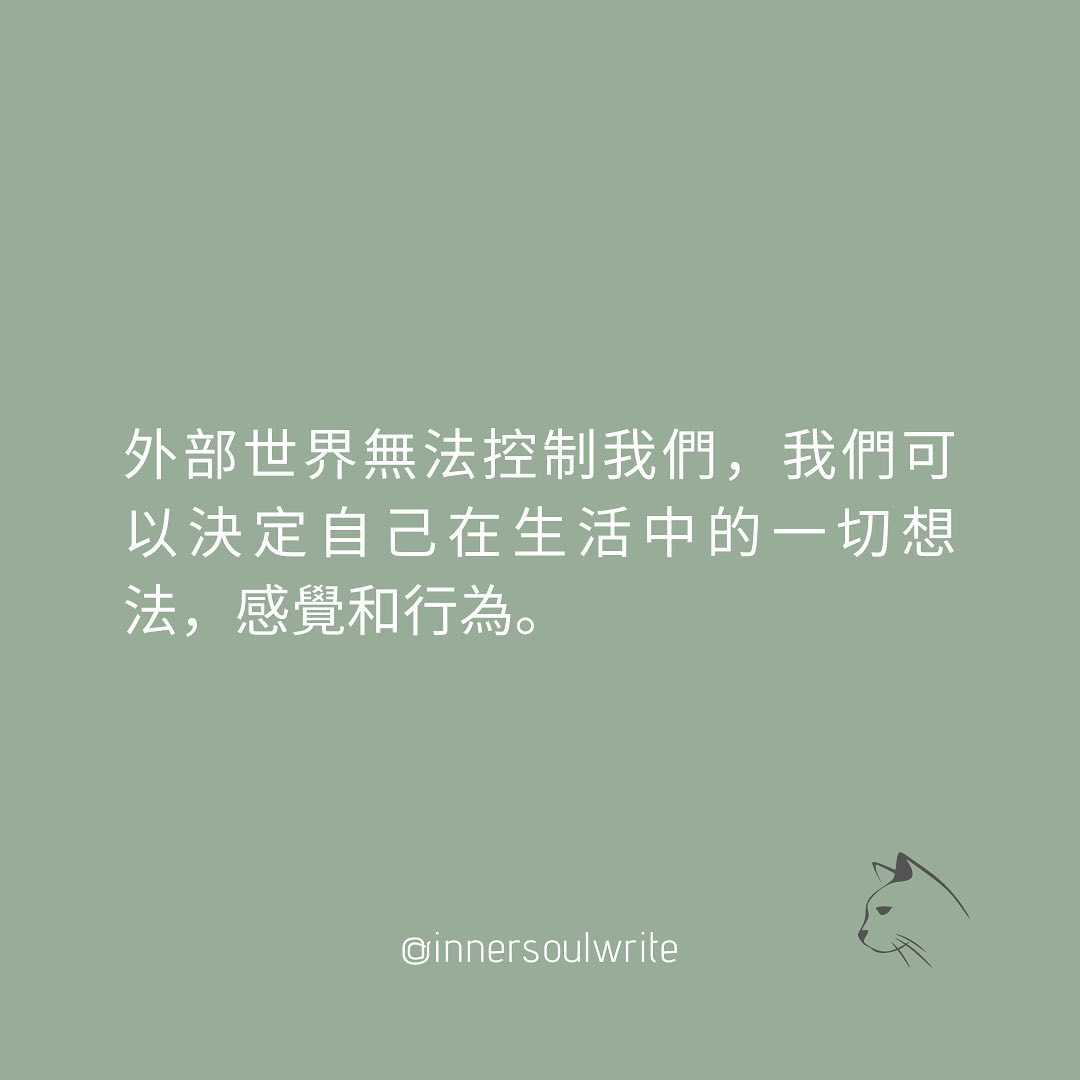 外部世界無法控制我們，我們可
以決定自己在生活中的一切想
法，感覺和行為。
@innersoulwrite